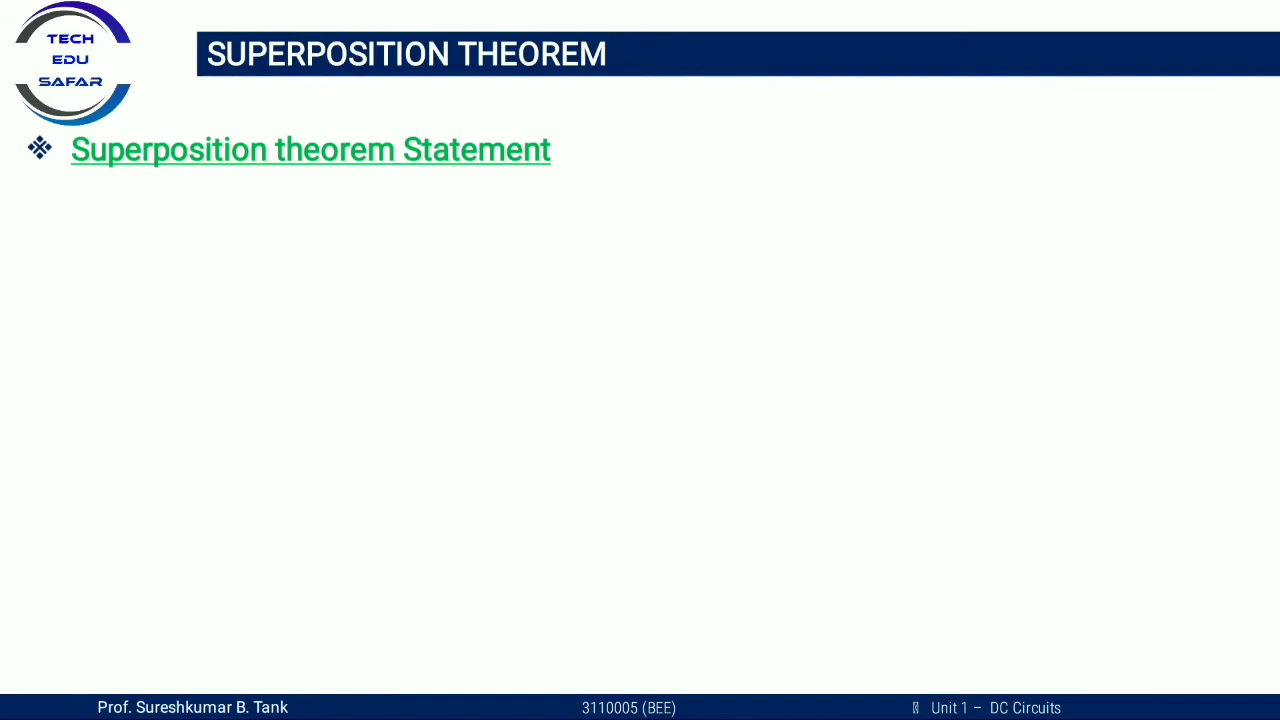 TECH
EDU
SAFAR
SUPERPOSITION THEOREM
Superposition theorem Statement
Prof. Sureshkumar B. Tank
3110005 (BEE)
Unit 1 – DC Circuits